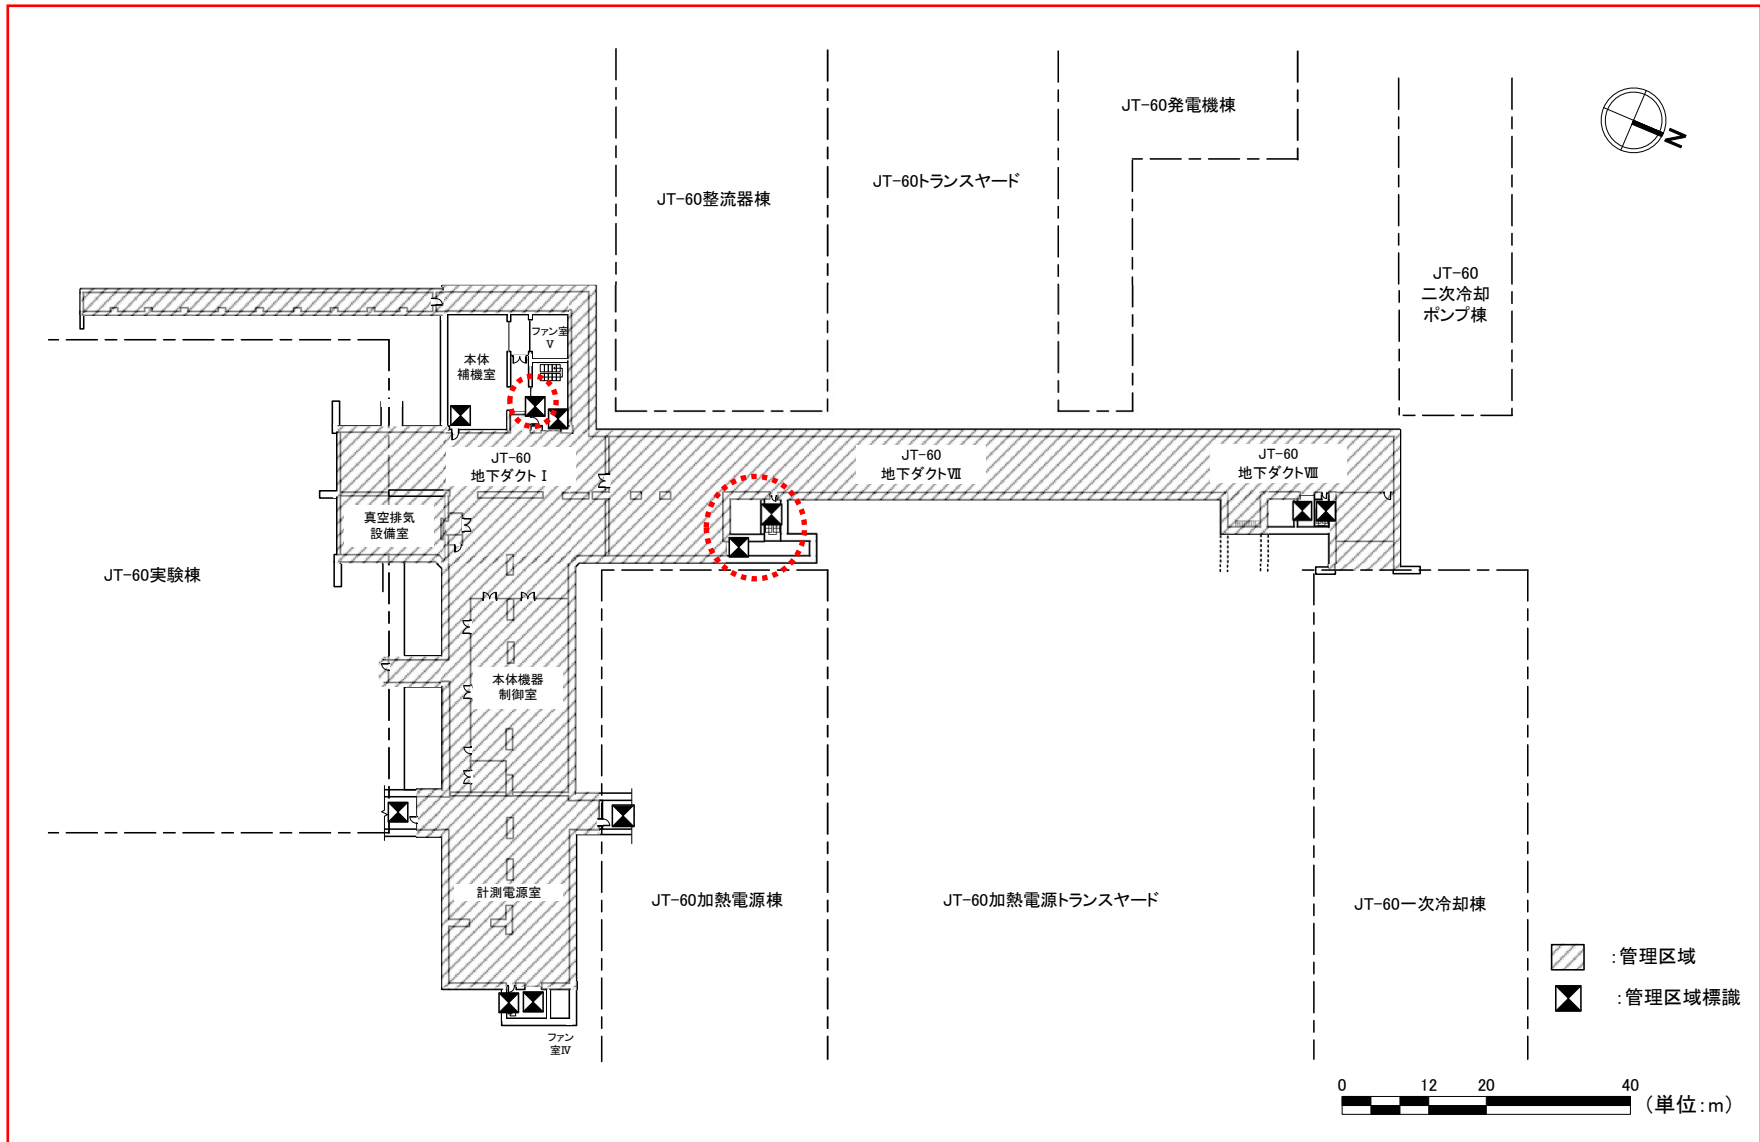 JT-60発電機棟
N
JT-60整流器棟
JT-60トランスヤード
JT-60
二次冷却
ポンプ棟
ファン室
V
本体
補機室
JT-60
地下ダクト I
JT-60
地下ダクトⅦ
JT-60
地下ダクトⅧ
真空排気
設備室
JT-60実験棟
本体機器
制御室
計測電源室
JT-60加熱電源棟
JT-60加熱電源トランスヤード
JT-60一次冷却棟
:管理区域
:管理区域標識
ファン
室Ⅳ
0 12 20 40
(単位:m)